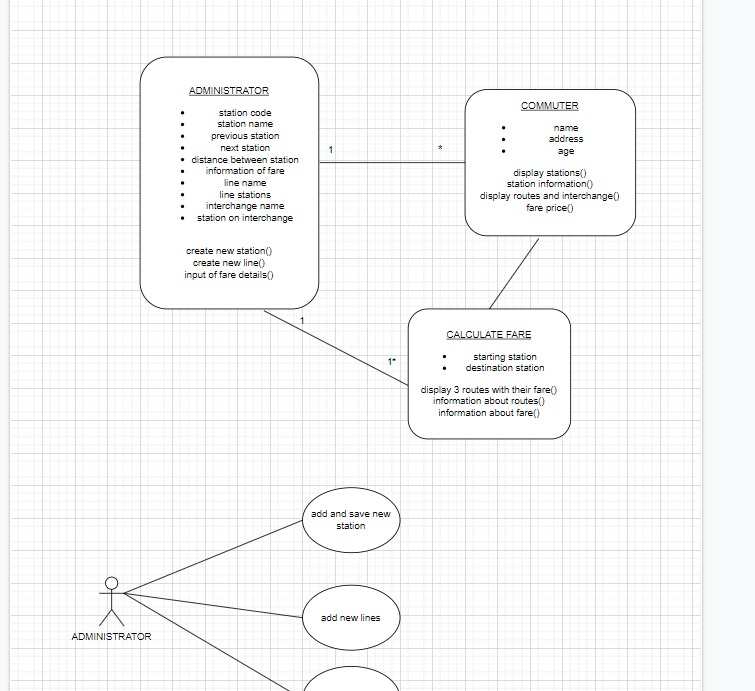 ADMINISTRATOR
station code
station name
previous station
next station
distance between station
information of fare
line name
line stations
interchange name
station on interchange
create new station()
create new line()
input of fare details()
1
*
COMMUTER
name
address
age
display stations()
station information()
display routes and interchange()
fare price()
1
1*
CALCULATE FARE
starting station
destination station
display 3 routes with their fare()
information about routes()
information about fare()
add and save new
station
add new lines
ADMINISTRATOR